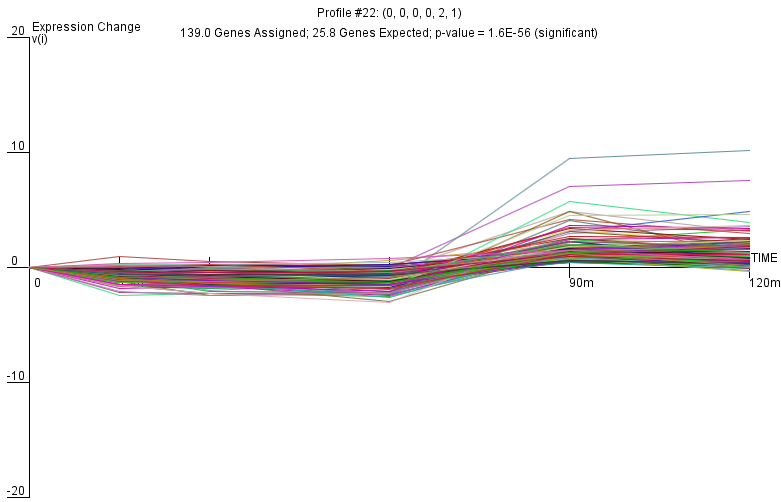 Profile #22: (0, 0, 0, 0, 2, 1)
139.0 Genes Assigned; 25.8 Genes Expected; p-value = 1.6E-56 (significant)
Expression Change
v(i)
20
10
0
-10
-20
0
90m
120m
TIME